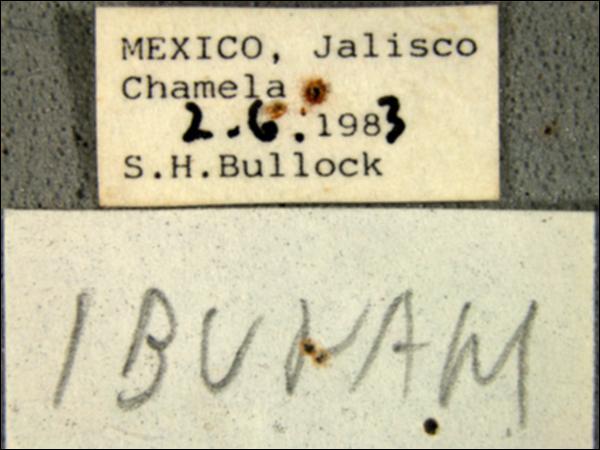 MEXICO, Jalisco
Chamela
2.6.1983
S.H.Bullock
IBUNAM